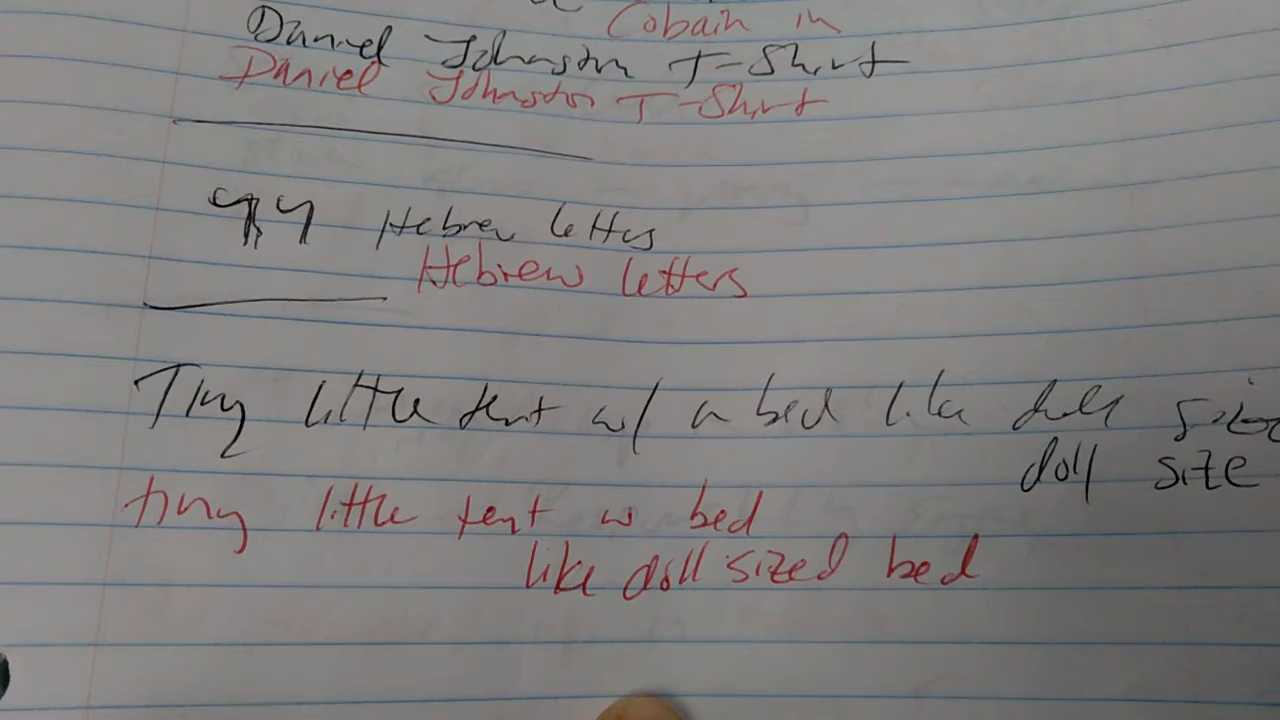 Cobain in
Daniel Johnston T-Shirt
Daniel Johnston T-Shirt
Hebrew letters
Hebrew letters
Tiny little tent w/ a bed like doll size
doll size
tiny little tent w bed
like doll sized bed